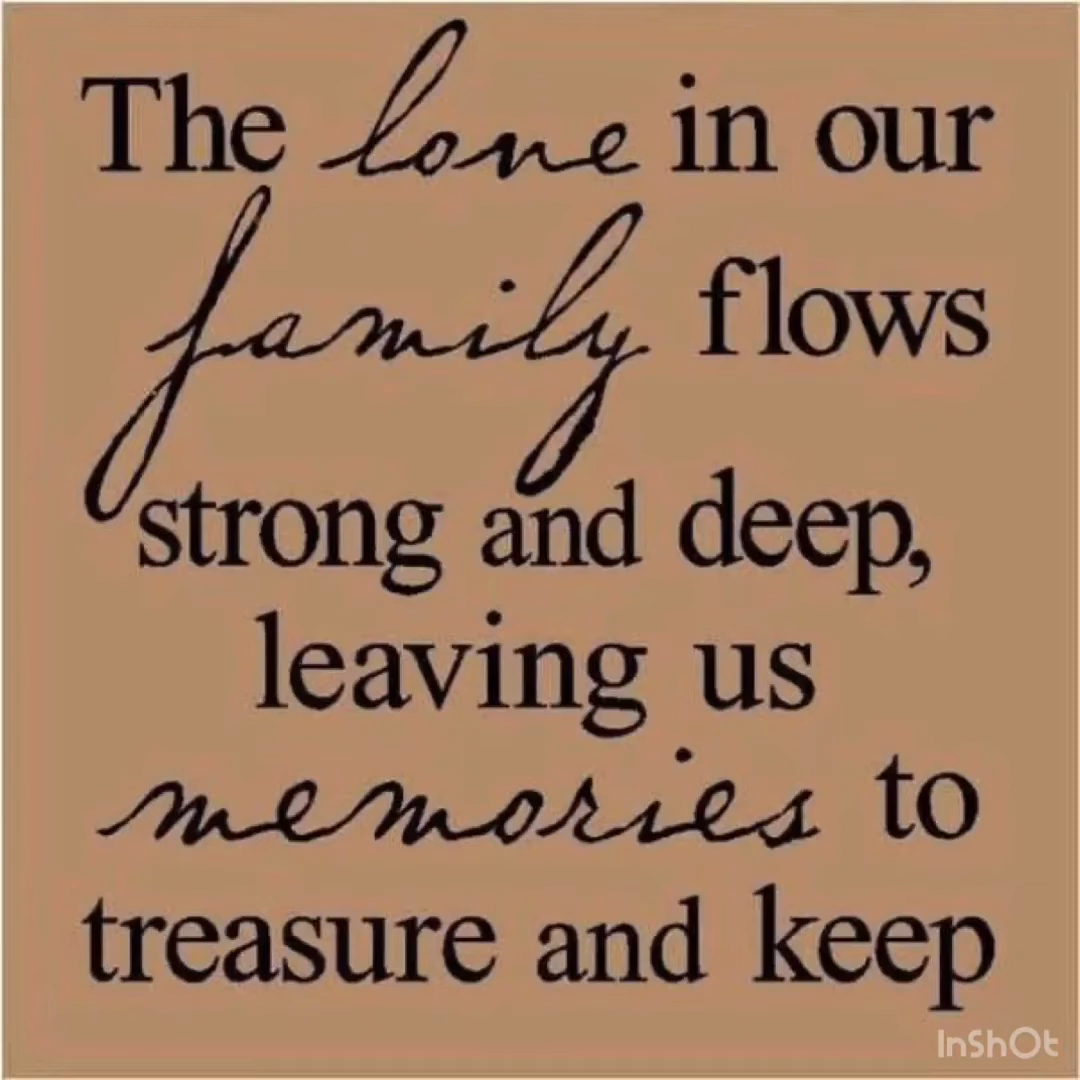 The love in our
family flows
strong and deep,
leaving us
memories to
treasure and keep
InShOt